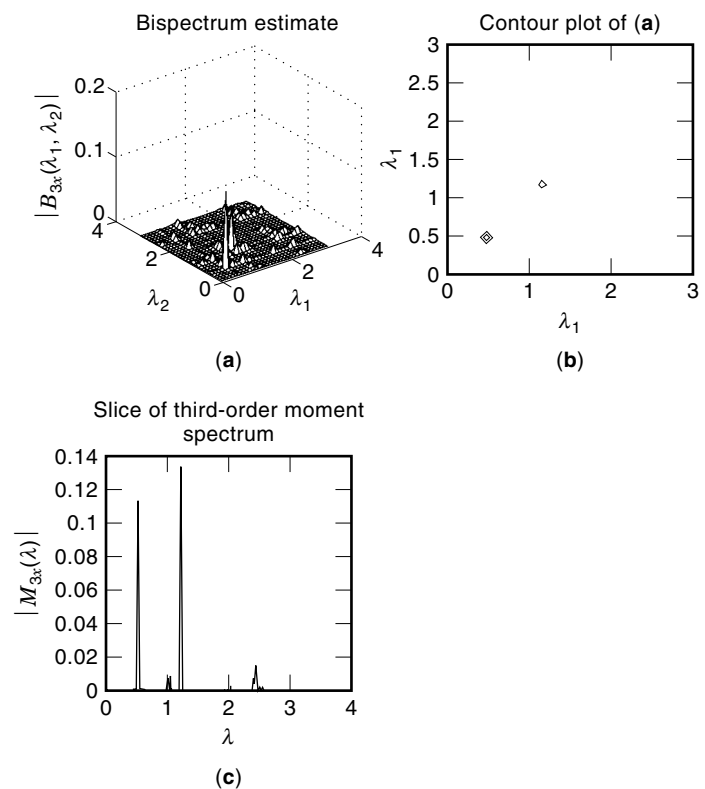 Bispectrum estimate
|B3x(λ1, λ2)|
0.2
0.1
0
4
2
0
0
2
4
λ2
λ1
(a)
Contour plot of (a)
3
2.5
2
1.5
1
0.5
0
λ1
0 1 2 3
λ1
(b)
Slice of third-order moment
spectrum
|M3x(λ)|
0.14
0.12
0.1
0.08
0.06
0.04
0.02
0
0 1 2 3 4
λ
(c)